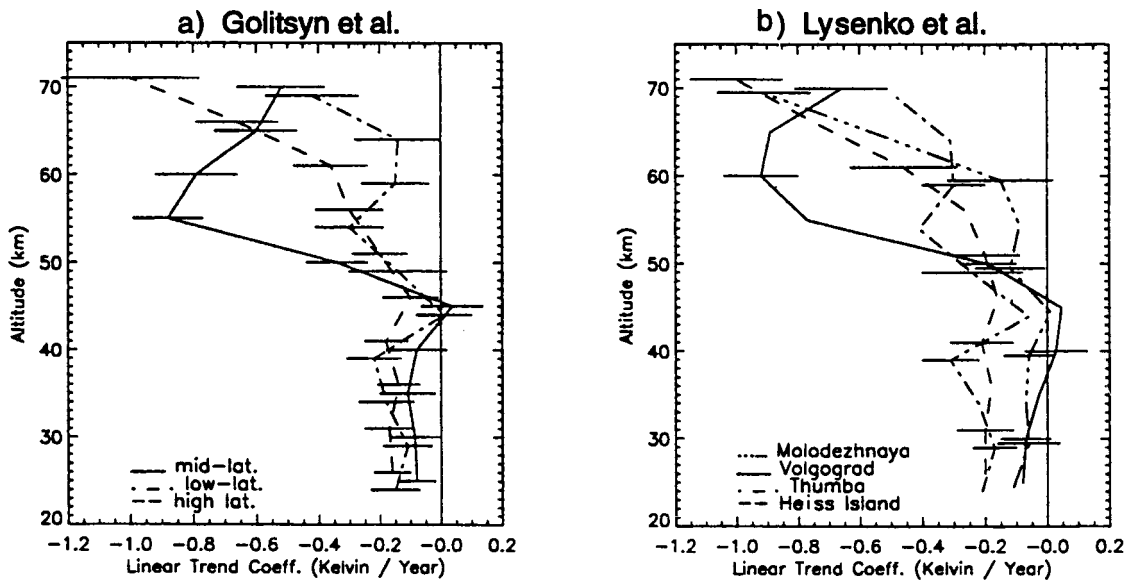 a) Golitsyn et al.
70
60
50
40
30
20
Altitude (km)
mid-lat.
low-lat.
high lat.
-1.2 -1.0 -0.8 -0.6 -0.4 -0.2 -0.0 0.2
Linear Trend Coeff. (Kelvin / Year)
b) Lysenko et al.
70
60
50
40
30
20
Altitude (km)
Molodezhnaya
Volgograd
Thumba
Heiss Island
-1.2 -1.0 -0.8 -0.6 -0.4 -0.2 -0.0 0.2
Linear Trend Coeff. (Kelvin / Year)